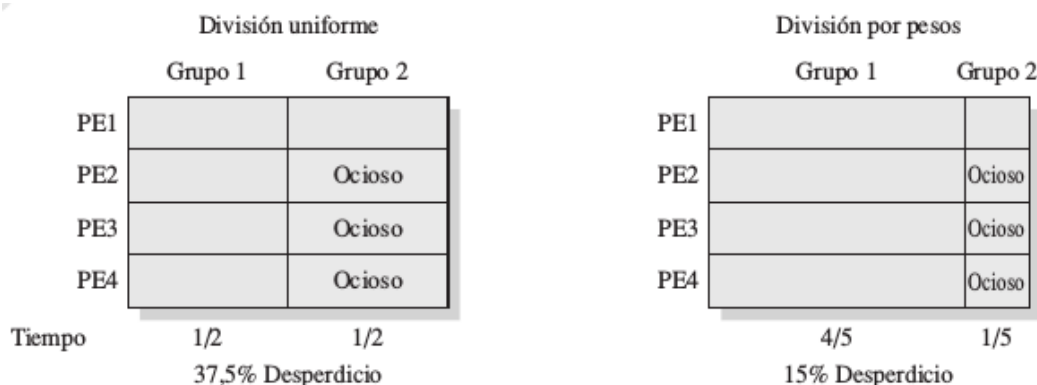 División uniforme
Grupo 1 Grupo 2
PE1
PE2 Ocioso
PE3 Ocioso
PE4 Ocioso
Tiempo 1/2 1/2
37,5% Desperdicio
División por pesos
Grupo 1 Grupo 2
PE1
PE2 Ocioso
PE3 Ocioso
PE4 Ocioso
4/5 1/5
15% Desperdicio